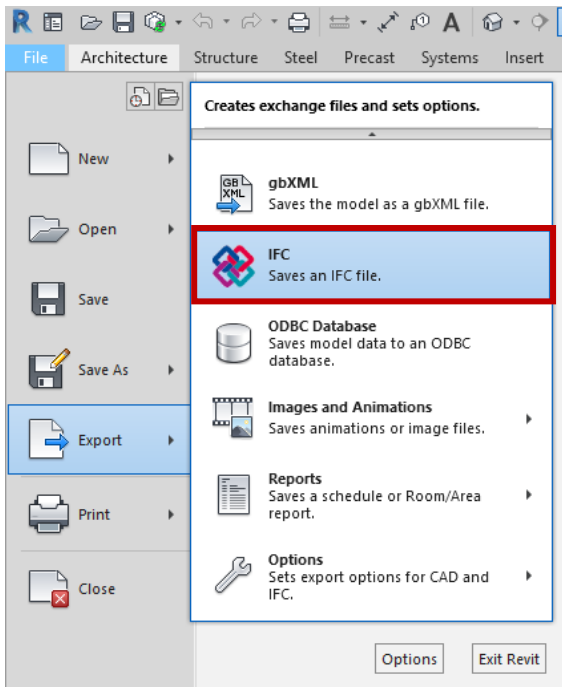 R
A
File Architecture Structure Steel Precast Systems Insert
Creates exchange files and sets options.
New
Open
Save
Save As
Export
Print
Close
GB
XML
gbXML
Saves the model as a gbXML file.
IFC
Saves an IFC file.
ODBC Database
Saves model data to an ODBC
database.
Images and Animations
Saves animations or image files.
Reports
Saves a schedule or Room/Area
report.
Options
Sets export options for CAD and
IFC.
Options Exit Revit